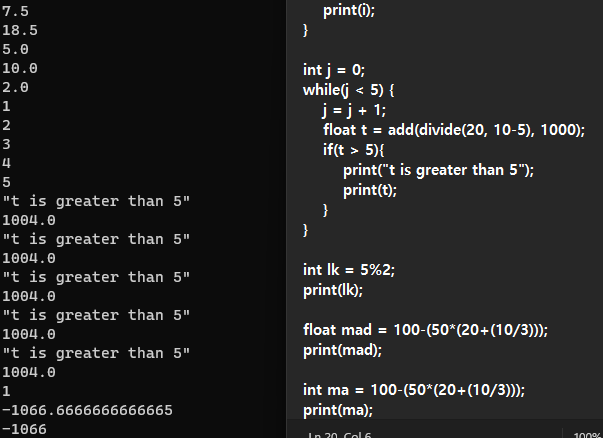 7.5
18.5
5.0
10.0
2.0
1
2
3
4
5
"t is greater than 5"
1004.0
"t is greater than 5"
1004.0
"t is greater than 5"
1004.0
"t is greater than 5"
1004.0
"t is greater than 5"
1004.0
1
-1066.6666666666665
-1066
print(i);
}
int j = 0;
while(j < 5) {
j = j + 1;
float t = add(divide(20, 10-5), 1000);
if(t > 5){
print("t is greater than 5");
print(t);
}
}
int lk = 5%2;
print(lk);
float mad = 100-(50*(20+(10/3)));
print(mad);
int ma = 100-(50*(20+(10/3)));
print(ma);
Ln 20, Col 6
100%